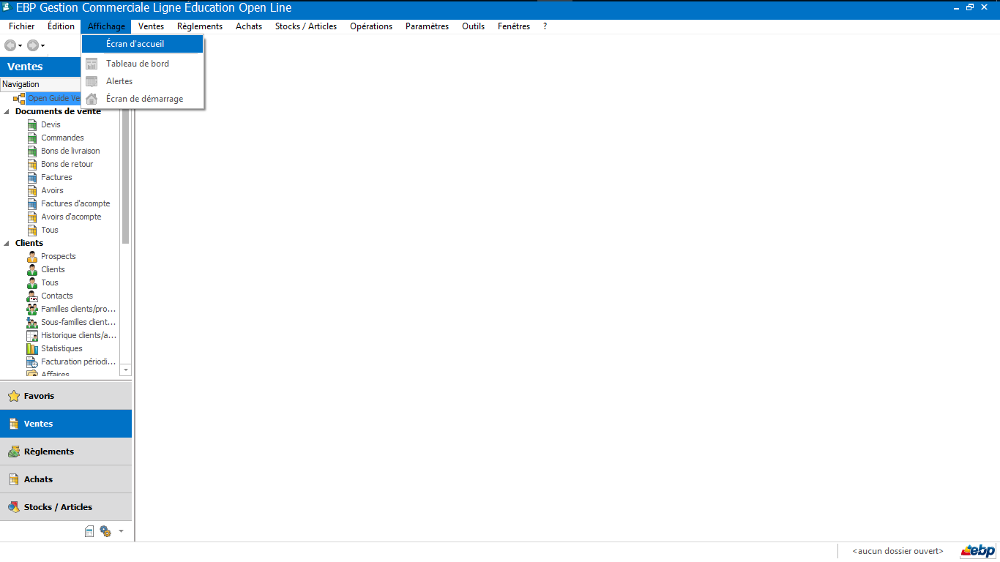 EBP Gestion Commerciale Ligne Éducation Open Line
Fichier Édition Affichage Ventes Règlements Achats Stocks / Articles Opérations Paramètres Outils Fenêtres ?
Écran d'accueil
Tableau de bord
Alertes
Écran de démarrage
Ventes
Navigation
Open Guide
Documents de vente
Devis
Commandes
Bons de livraison
Bons de retour
Factures
Avoirs
Factures d'acompte
Avoirs d'acompte
Tous
Clients
Prospects
Clients
Tous
Contacts
Familles clients/pro...
Sous-familles client...
Historique clients/a...
Statistiques
Facturation périodi...
Affaires
Favoris
Ventes
Règlements
Achats
Stocks / Articles
<aucun dossier ouvert>
ebp